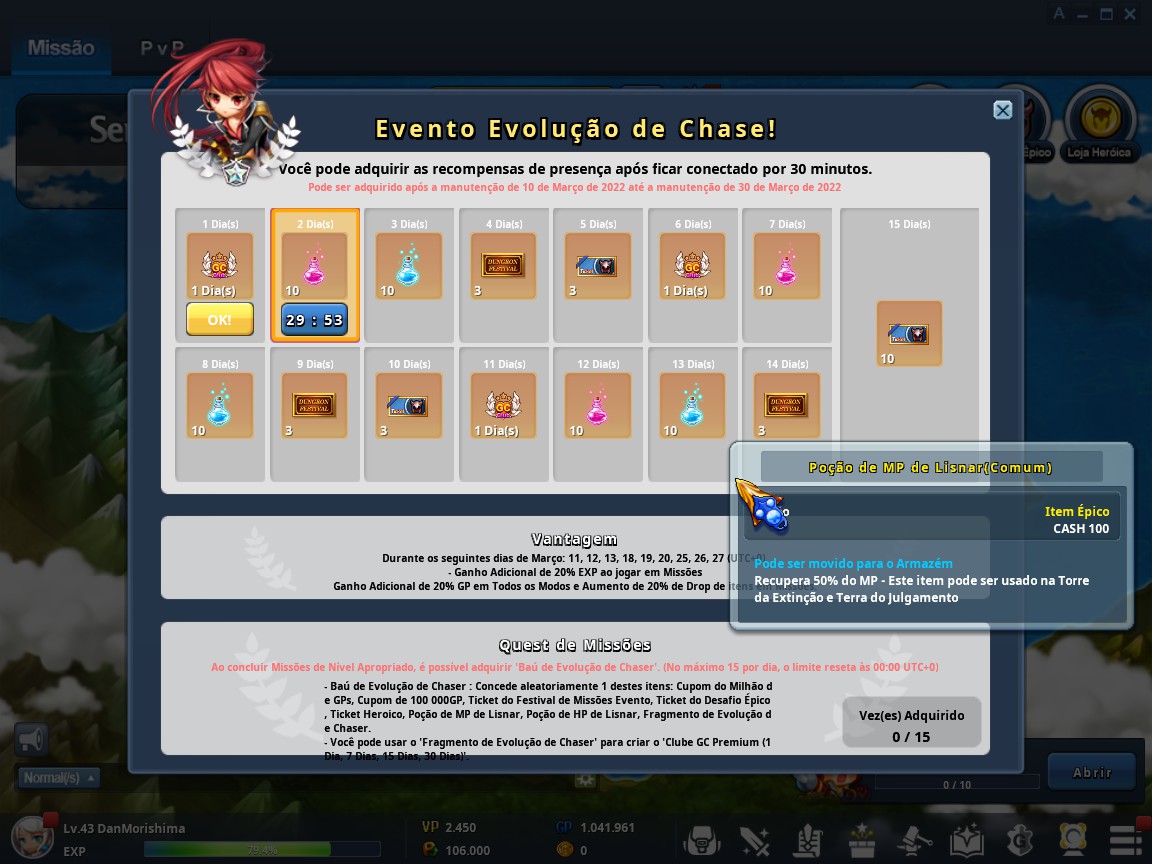 A
Missão
PvP
Evento Evolução de Chase!
Você pode adquirir as recompensas de presença após ficar conectado por 30 minutos.
Pode ser adquirido após a manutenção de 10 de Março de 2022 até a manutenção de 30 de Março de 2022
Loja Heróica
1 Dia(s) 2 Dia(s) 3 Dia(s) 4 Dia(s) 5 Dia(s) 6 Dia(s) 7 Dia(s) 15 Dia(s)
GC DUNGEON FESTIVAL GC
1 Dia(s) 10 10 3 3 1 Dia(s) 10
OK! 29 : 53
10
8 Dia(s) 9 Dia(s) 10 Dia(s) 11 Dia(s) 12 Dia(s) 13 Dia(s) 14 Dia(s)
DUNGEON FESTIVAL GC DUNGEON FESTIVAL
10 3 3 1 Dia(s) 10 10 3
Poção de MP de Lisnar(Comum)
Item Épico
CASH 100
Pode ser movido para o Armazém
Recupera 50% do MP - Este item pode ser usado na Torre
da Extinção e Terra do Julgamento
Vantagem
Durante os seguintes dias de Março: 11, 12, 13, 18, 19, 20, 25, 26, 27 (UTC+0)
- Ganho Adicional de 20% EXP ao jogar em Missões
Ganho Adicional de 20% GP em Todos os Modos e Aumento de 20% de Drop de itens
Quest de Missões
Ao concluir Missões de Nível Apropriado, é possivel adquirir 'Baú de Evolução de Chaser'. (No máximo 15 por dia, o limite reseta às 00:00 UTC+0)
- Baú de Evolução de Chaser : Concede aleatoriamente 1 destes itens: Cupom do Milhão d
e GPs, Cupom de 100 000GP, Ticket do Festival de Missões Evento, Ticket do Desafio Épico
, Ticket Heroico, Poção de MP de Lisnar, Poção de HP de Lisnar, Fragmento de Evolução d
e Chaser.
- Você pode usar o 'Fragmento de Evolução de Chaser' para criar o 'Clube GC Premium (1
Dia, 7 Dias, 15 Dias, 30 Dias)'.
Vez(es) Adquirido
0 / 15
Normal(/s)
0 / 10
Abrir
Lv.43 DanMorishima
EXP
VP 2.450
GP 1.041.961
106.000
0